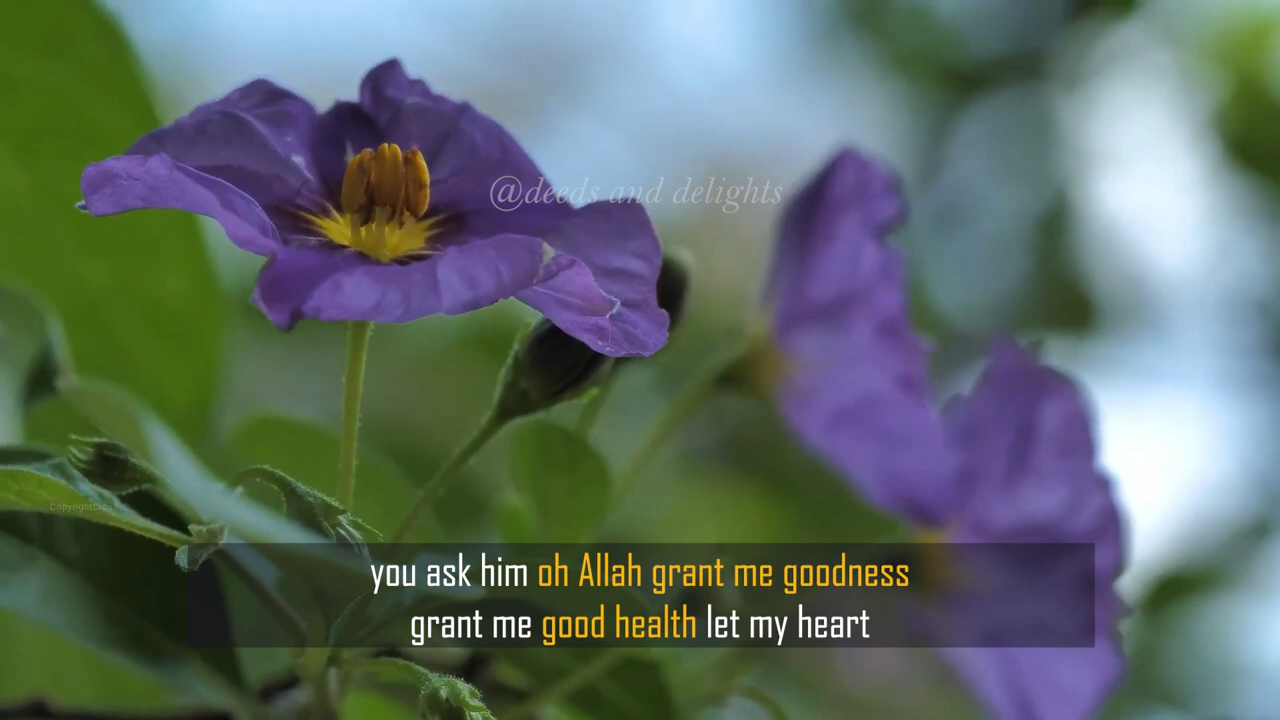 @deeds and delights
you ask him oh Allah grant me goodness
grant me good health let my heart